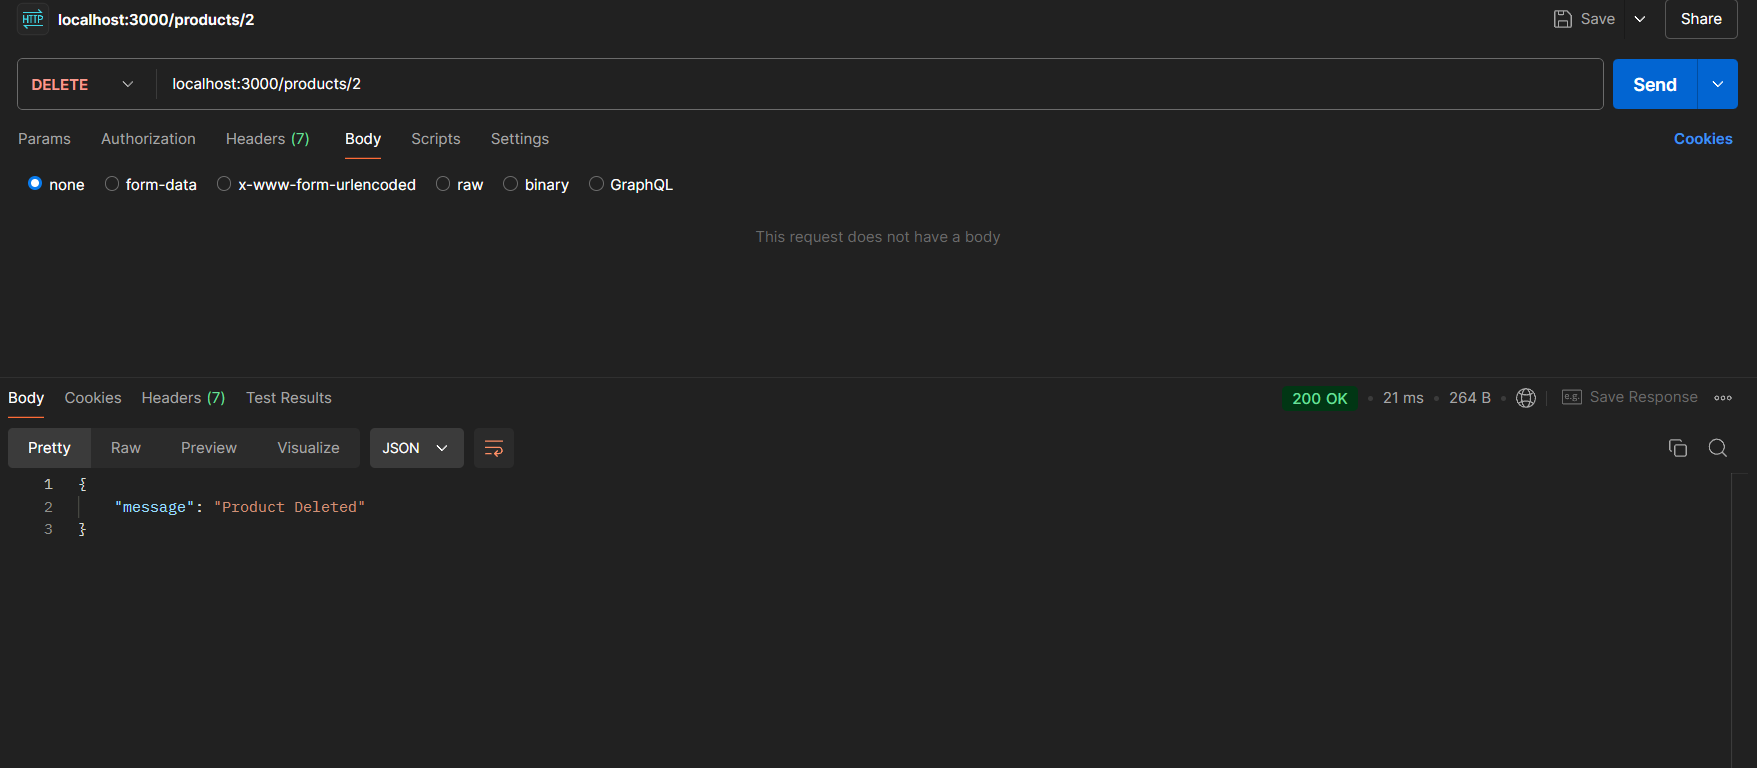 HTTP localhost:3000/products/2 Save Share
DELETE localhost:3000/products/2 Send
Params Authorization Headers (7) Body Scripts Settings Cookies
none form-data x-www-form-urlencoded raw binary GraphQL
This request does not have a body
Body Cookies Headers (7) Test Results 200 OK • 21 ms • 264 B • e.g. Save Response
Pretty Raw Preview Visualize JSON
1 {
2 "message": "Product Deleted"
3 }